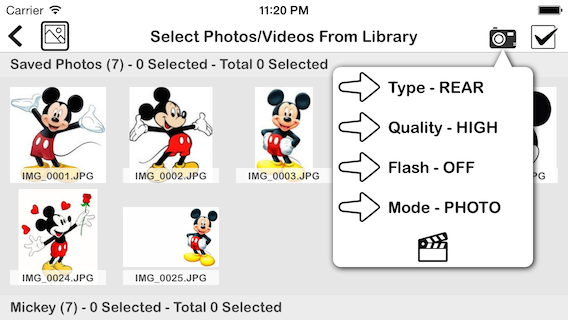 Carrier 11:20 PM
Select Photos/Videos From Library
Saved Photos (7) - 0 Selected - Total 0 Selected
Type - REAR
Quality - HIGH
Flash - OFF
Mode - PHOTO
IMG_0001.JPG IMG_0002.JPG IMG_0003.JPG
IMG_0024.JPG IMG_0025.JPG
Mickey (7) - 0 Selected - Total 0 Selected